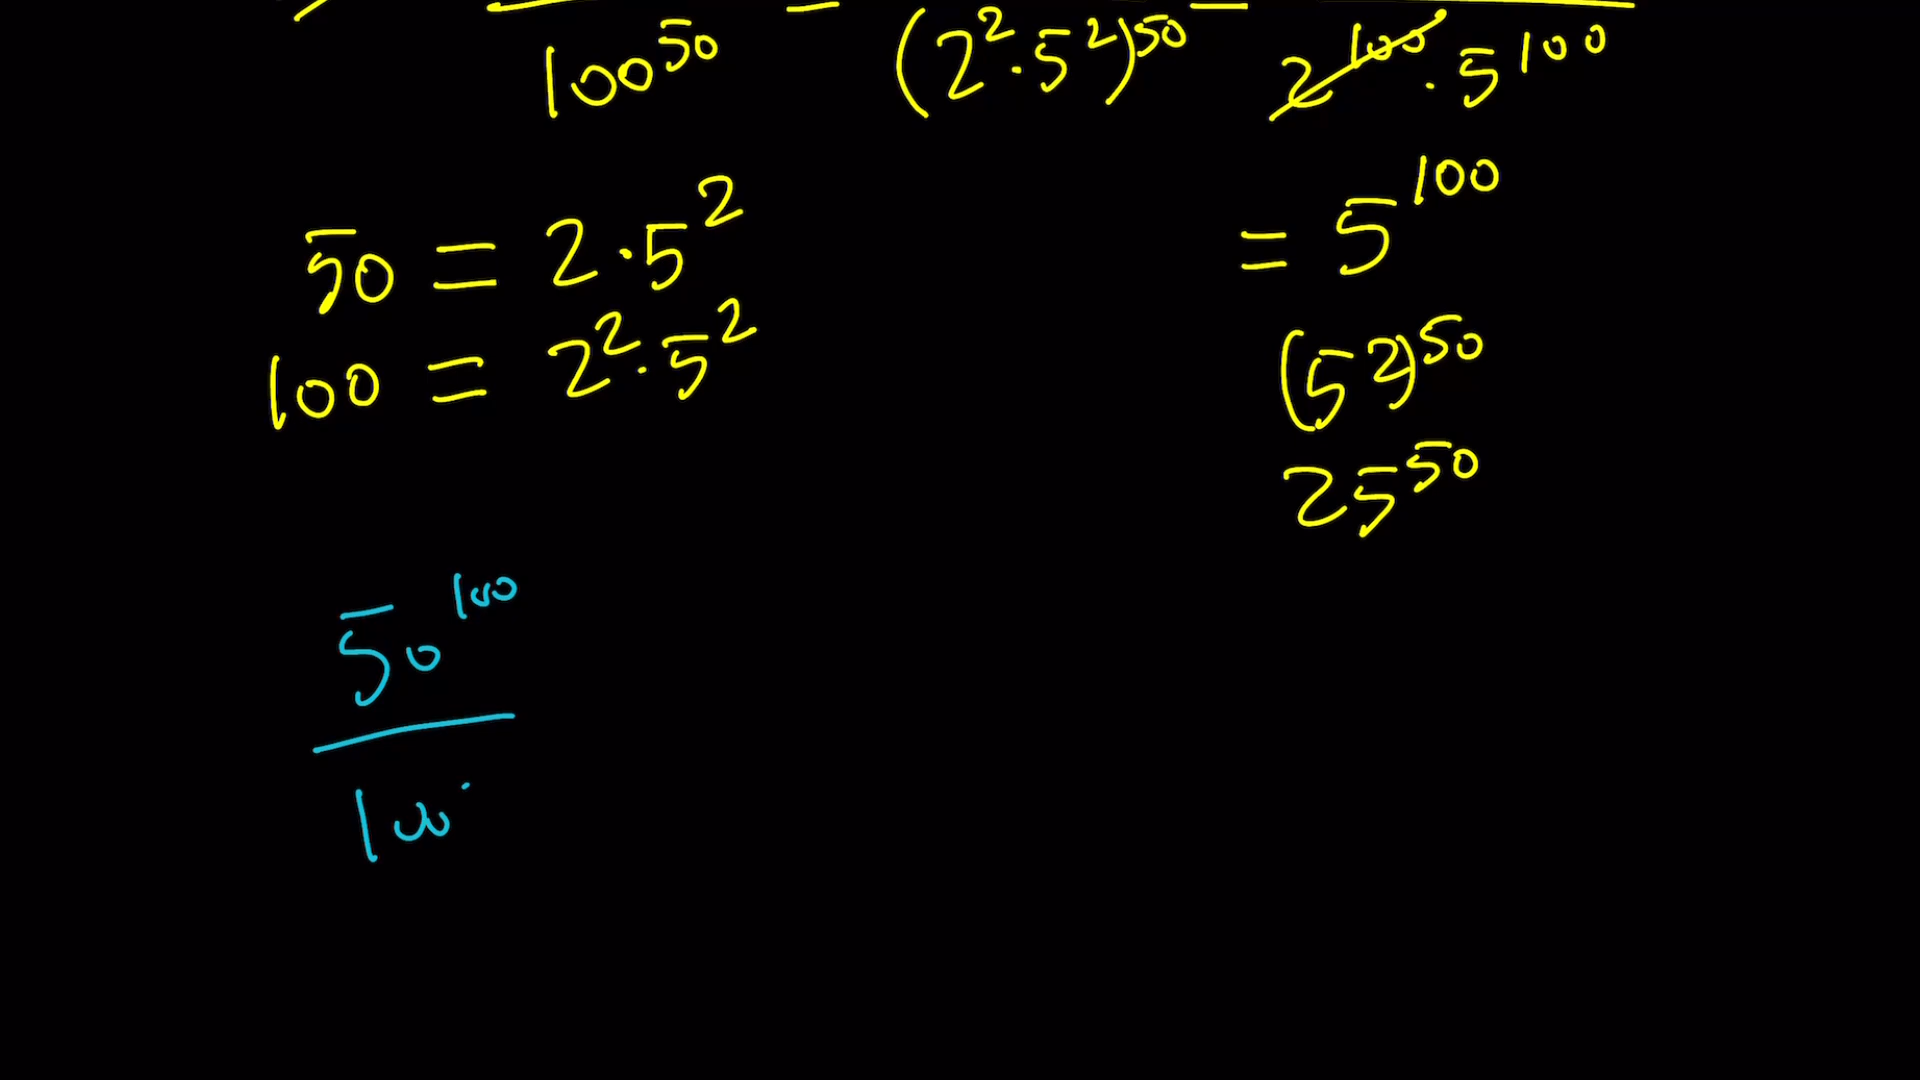 100^50 = (2^2·5^2)^50 = 2^100·5^100
50 = 2·5^2
100 = 2^2·5^2
= 5^100
(5^2)^50
25^50
50^100
100